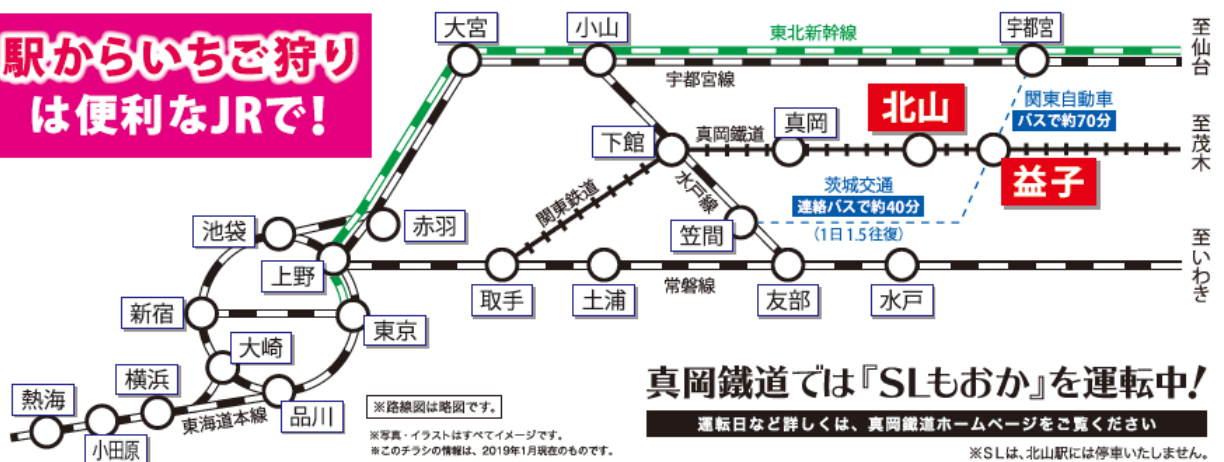 駅からいちご狩り
は便利なJRで!
大宮
小山
東北新幹線
宇都宮
至仙台
宇都宮線
関東自動車
バスで約70分
北山
下館
真岡鐵道
真岡
至茂木
益子
関東鉄道
水戸線
茨城交通
連絡バスで約40分
(1日1.5往復)
池袋
赤羽
笠間
上野
至いわき
取手
土浦
常磐線
友部
水戸
新宿
東京
大崎
横浜
熱海
小田原
東海道本線
品川
※路線図は略図です。
※写真・イラストはすべてイメージです。
※このチラシの情報は、2019年1月現在のものです。
真岡鐵道では『SLもおか』を運転中!
運転日など詳しくは、真岡鐵道ホームページをご覧ください
※SLは、北山駅には停車いたしません。